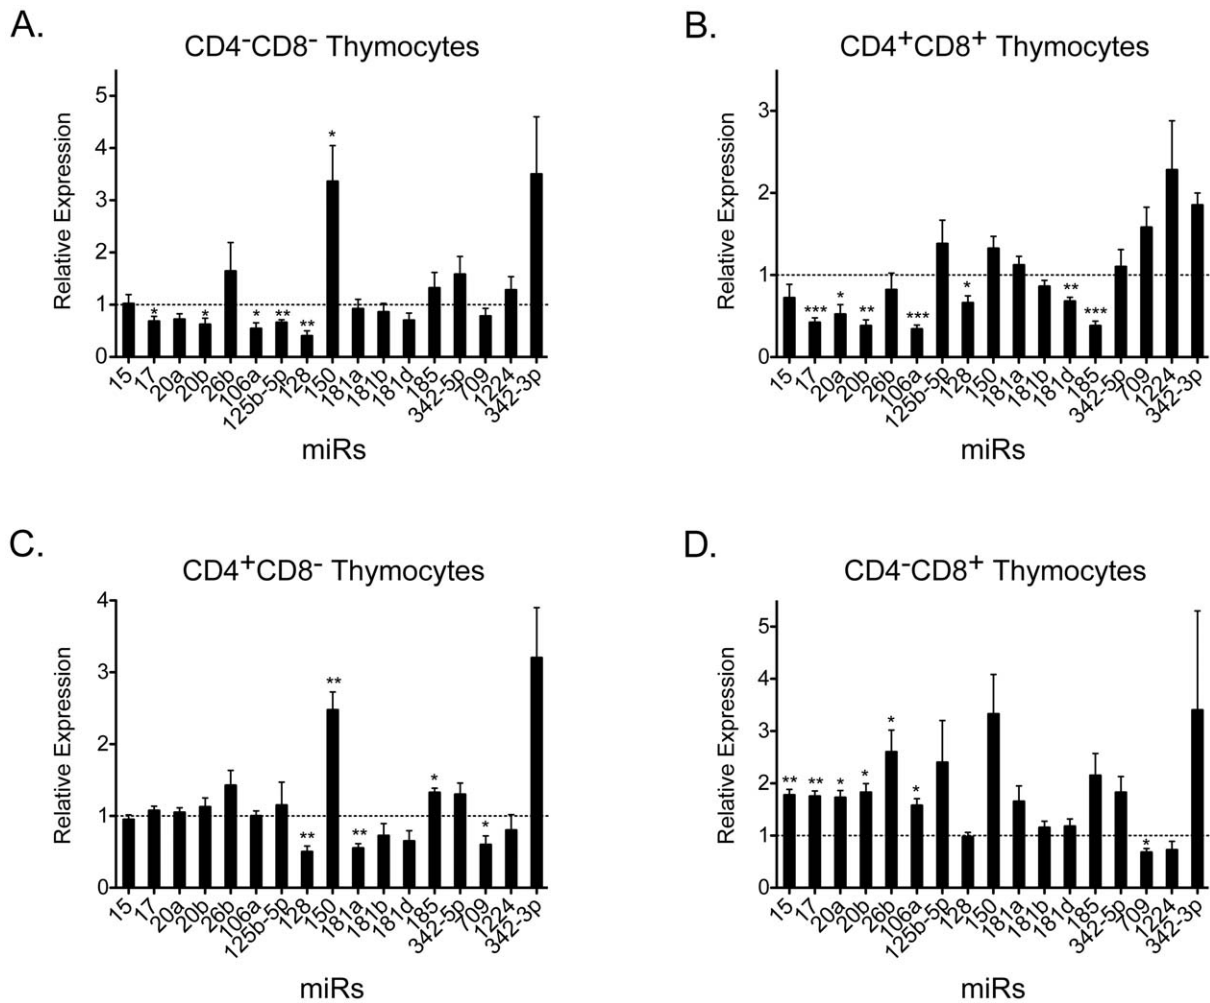 A.
CD4-CD8- Thymocytes
Relative Expression
5
4
3
2
1
0
* * * ** ** *
15 17 20a 20b 26b 106a 125b-5p 128 150 181a 181b 181d 185 342-5p 709 1224 342-3p
miRs
B.
CD4+CD8+ Thymocytes
Relative Expression
3
2
1
0
*** * ** *** * ** ***
15 17 20a 20b 26b 106a 125b-5p 128 150 181a 181b 181d 185 342-5p 709 1224 342-3p
miRs
C.
CD4+CD8- Thymocytes
Relative Expression
4
3
2
1
0
** ** ** * *
15 17 20a 20b 26b 106a 125b-5p 128 150 181a 181b 181d 185 342-5p 709 1224 342-3p
miRs
D.
CD4-CD8+ Thymocytes
Relative Expression
5
4
3
2
1
0
** ** * * * * *
15 17 20a 20b 26b 106a 125b-5p 128 150 181a 181b 181d 185 342-5p 709 1224 342-3p
miRs